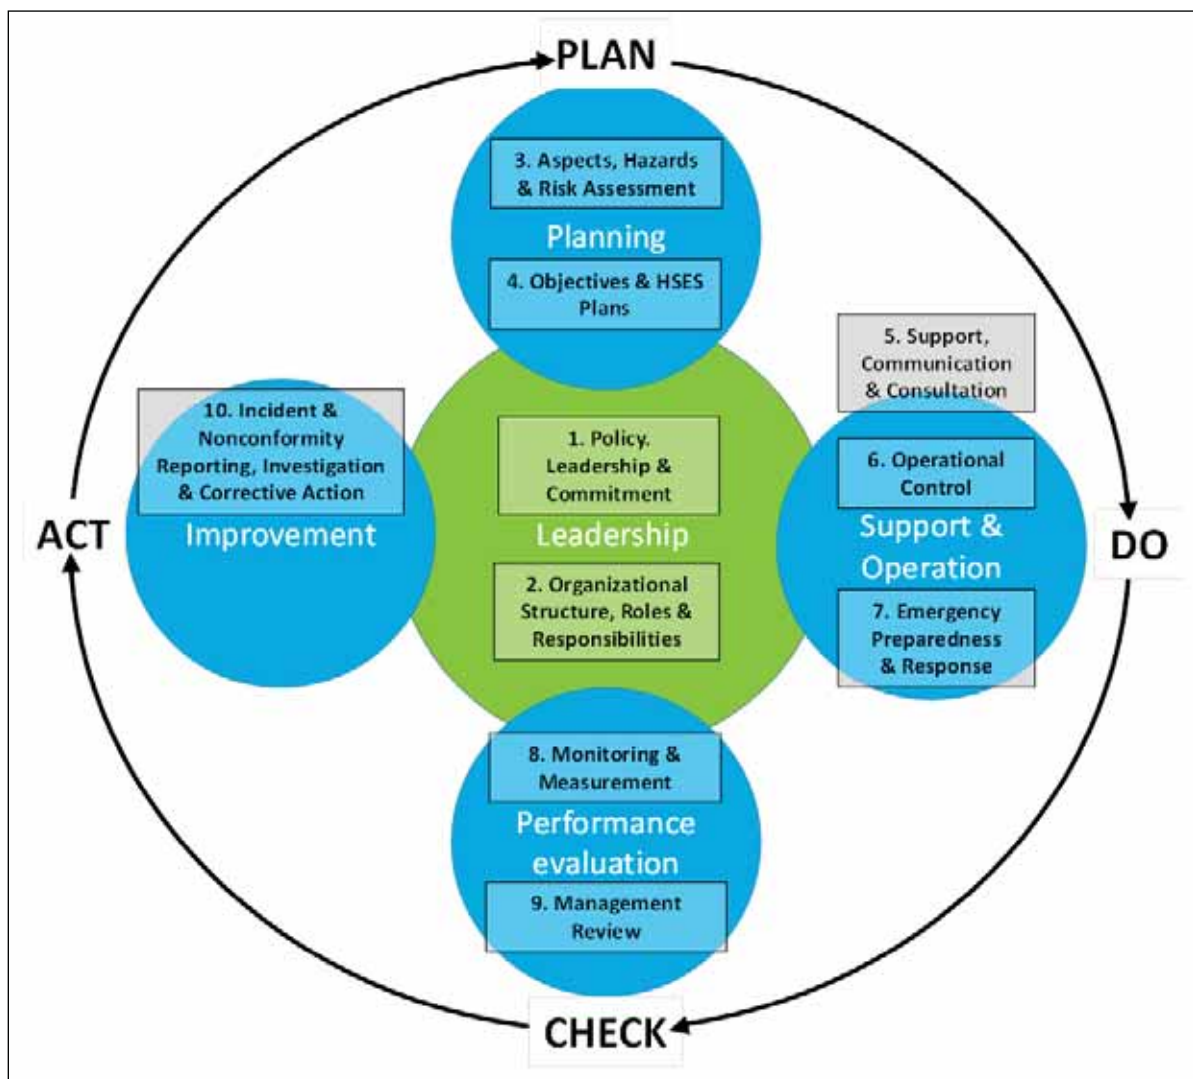 PLAN
3. Aspects, Hazards
& Risk Assessment
Planning
4. Objectives & HSES
Plans
5. Support,
Communication
& Consultation
10. Incident &
Nonconformity
Reporting, Investigation
& Corrective Action
Improvement
1. Policy.
Leadership &
Commitment
Leadership
2. Organizational
Structure, Roles &
Responsibilities
6. Operational
Control
Support &
Operation
7. Emergency
Preparedness
& Response
ACT
DO
8. Monitoring &
Measurement
Performance
evaluation
9. Management
Review
CHECK